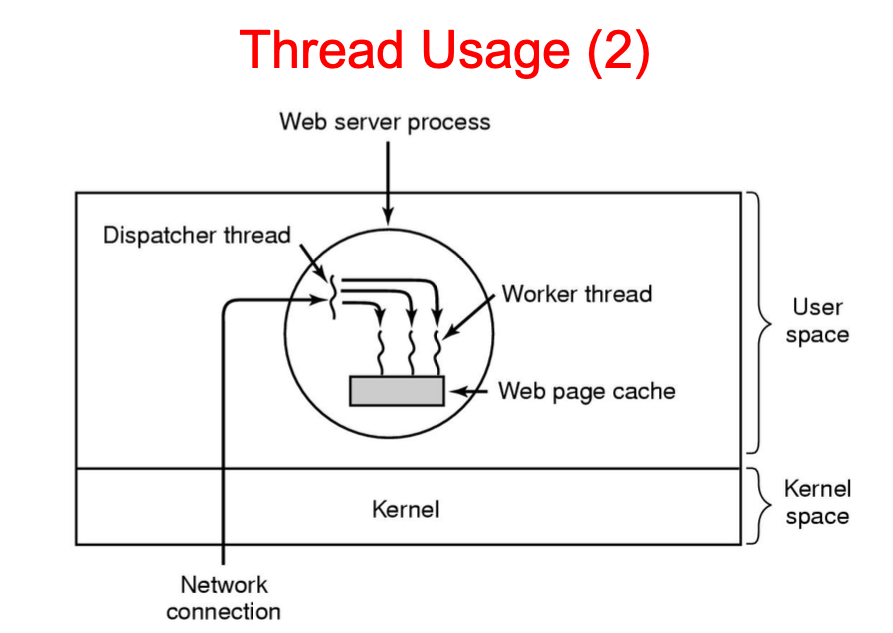 Thread Usage (2)
Web server process
Dispatcher thread
Worker thread
User
space
Web page cache
Kernel
Kernel
space
Network
connection